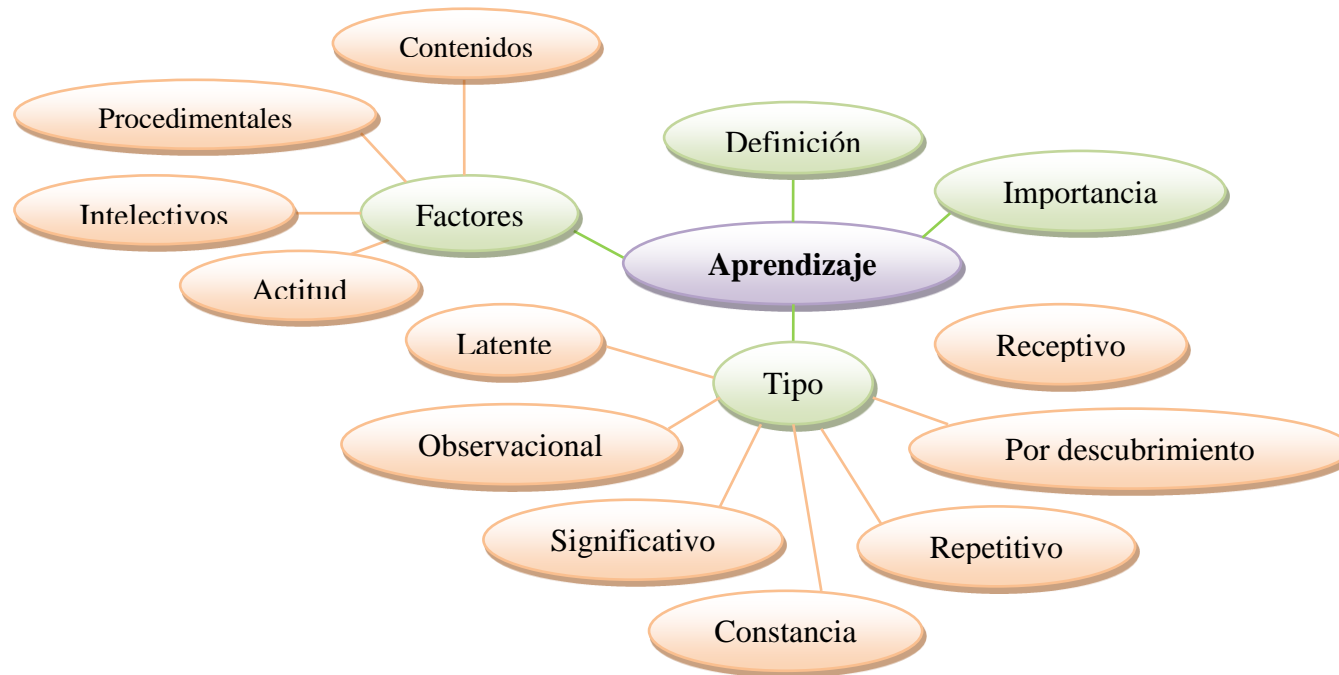 Contenidos
Procedimentales
Definición
Importancia
Intelectivos
Factores
Aprendizaje
Actitud
Latente
Receptivo
Tipo
Observacional
Por descubrimiento
Significativo
Repetitivo
Constancia